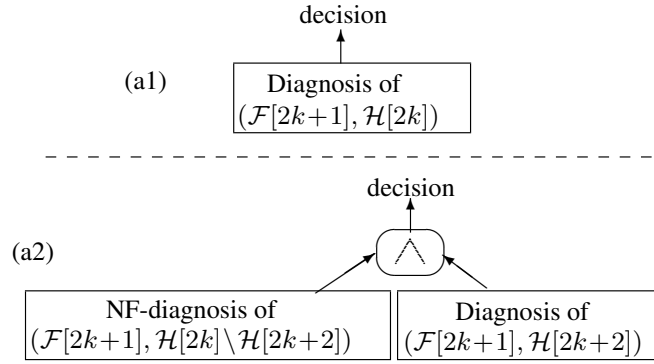 decision
(a1)
Diagnosis of
(ℱ[2k+1], ℋ[2k])
decision
(a2)
∧
NF-diagnosis of
(ℱ[2k+1], ℋ[2k]\ℋ[2k+2])
Diagnosis of
(ℱ[2k+1], ℋ[2k+2])